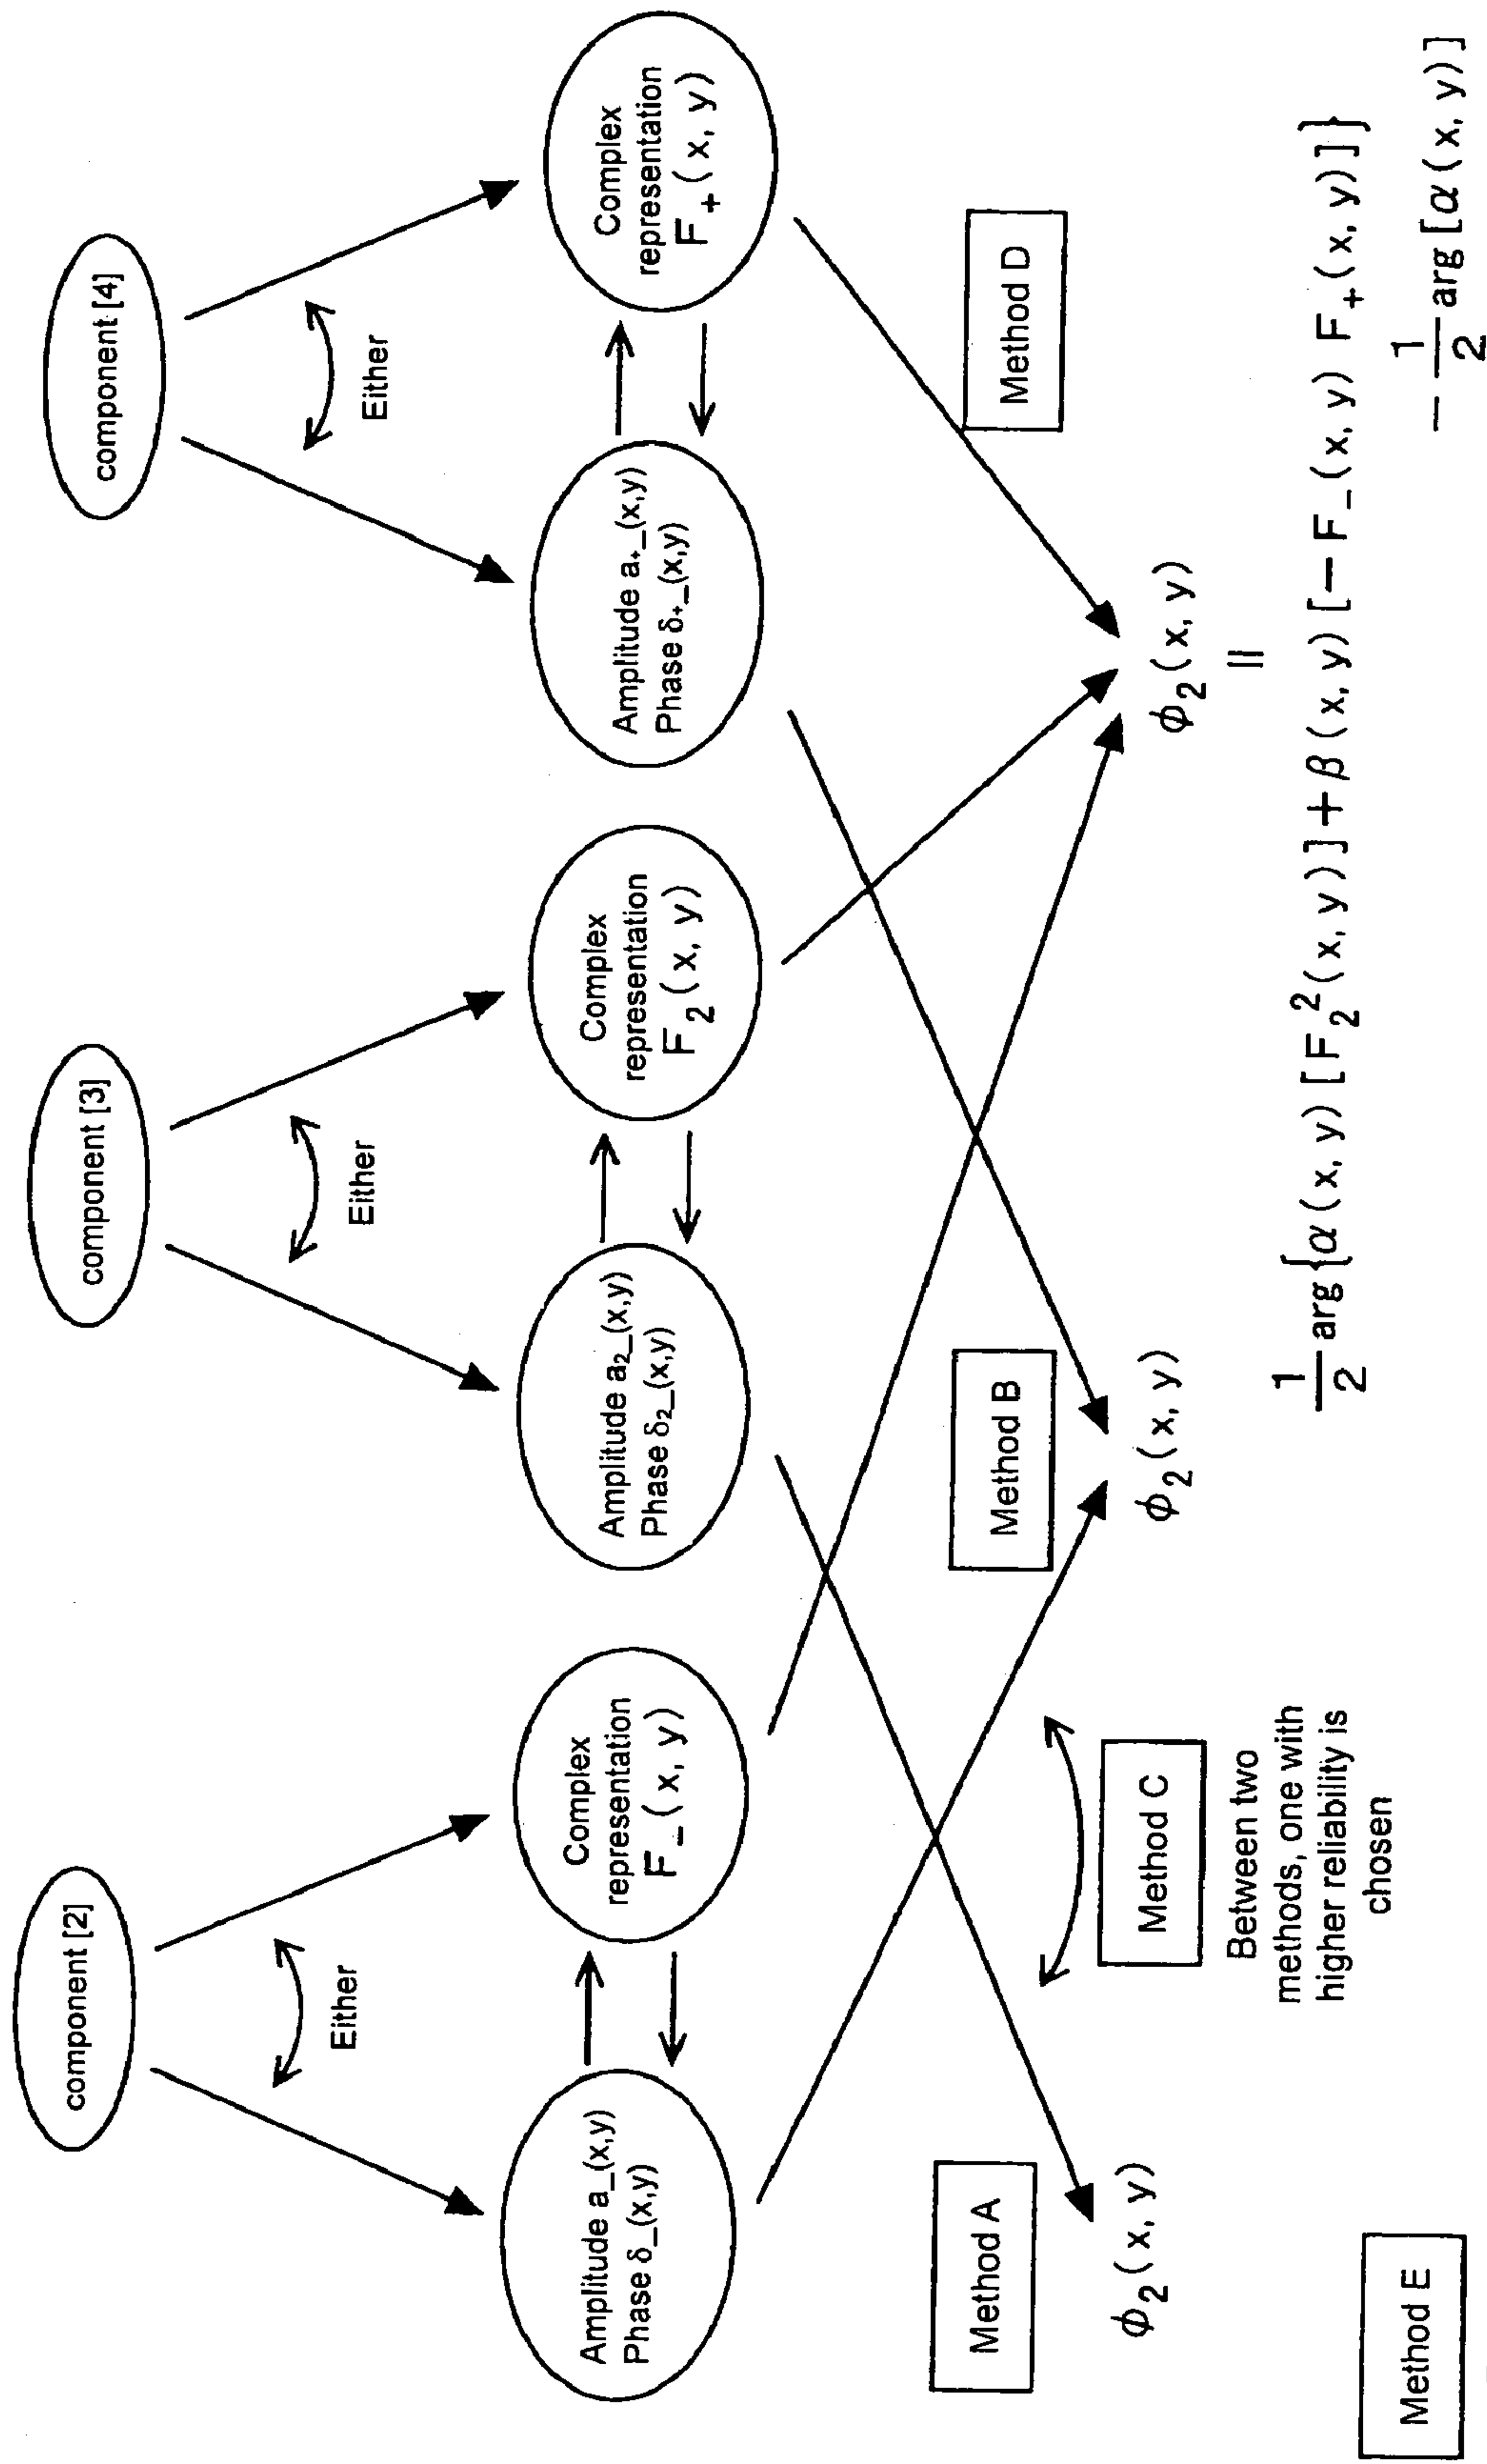 component [2]
component [3]
component [4]
Either
Either
Either
Amplitude a_(x,y)
Phase δ_(x,y)
Complex
representation
F_(x, y)
Amplitude a₂_(x,y)
Phase δ₂_(x,y)
Complex
representation
F₂(x, y)
Amplitude a₊_(x,y)
Phase δ₊_(x,y)
Complex
representation
F₊(x, y)
Method A
Method B
Method D
ϕ₂(x, y)
Method C
Between two
methods, one with
higher reliability is
chosen
ϕ₂(x, y)
ϕ₂(x, y)
=
1/2 arg{α(x, y)[F₂²(x, y)]+β(x, y)[−F₋(x, y) F₊(x, y)]}
−1/2 arg[α(x, y)]
Method E